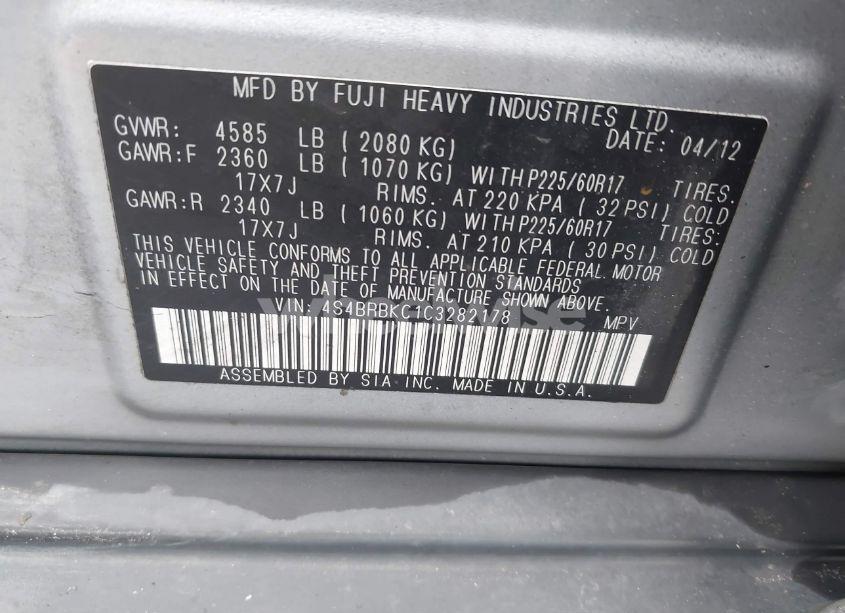 MFD BY FUJI HEAVY INDUSTRIES LTD.
GVWR: 4585 LB ( 2080 KG) DATE: 04/12
GAWR:F 2360 LB ( 1070 KG) WITH P225/60R17 TIRES.
17X7J RIMS. AT 220 KPA ( 32 PSI) COLD
GAWR:R 2340 LB ( 1060 KG) WITH P225/60R17 TIRES.
17X7J RIMS. AT 210 KPA ( 30 PSI) COLD
THIS VEHICLE CONFORMS TO ALL APPLICABLE FEDERAL MOTOR
VEHICLE SAFETY AND THEFT PREVENTION STANDARDS
IN EFFECT ON THE DATE OF MANUFACTURE SHOWN ABOVE.
VIN: 4S4BRBKC1C3282178 MPV
ASSEMBLED BY SIA INC. MADE IN U.S.A.